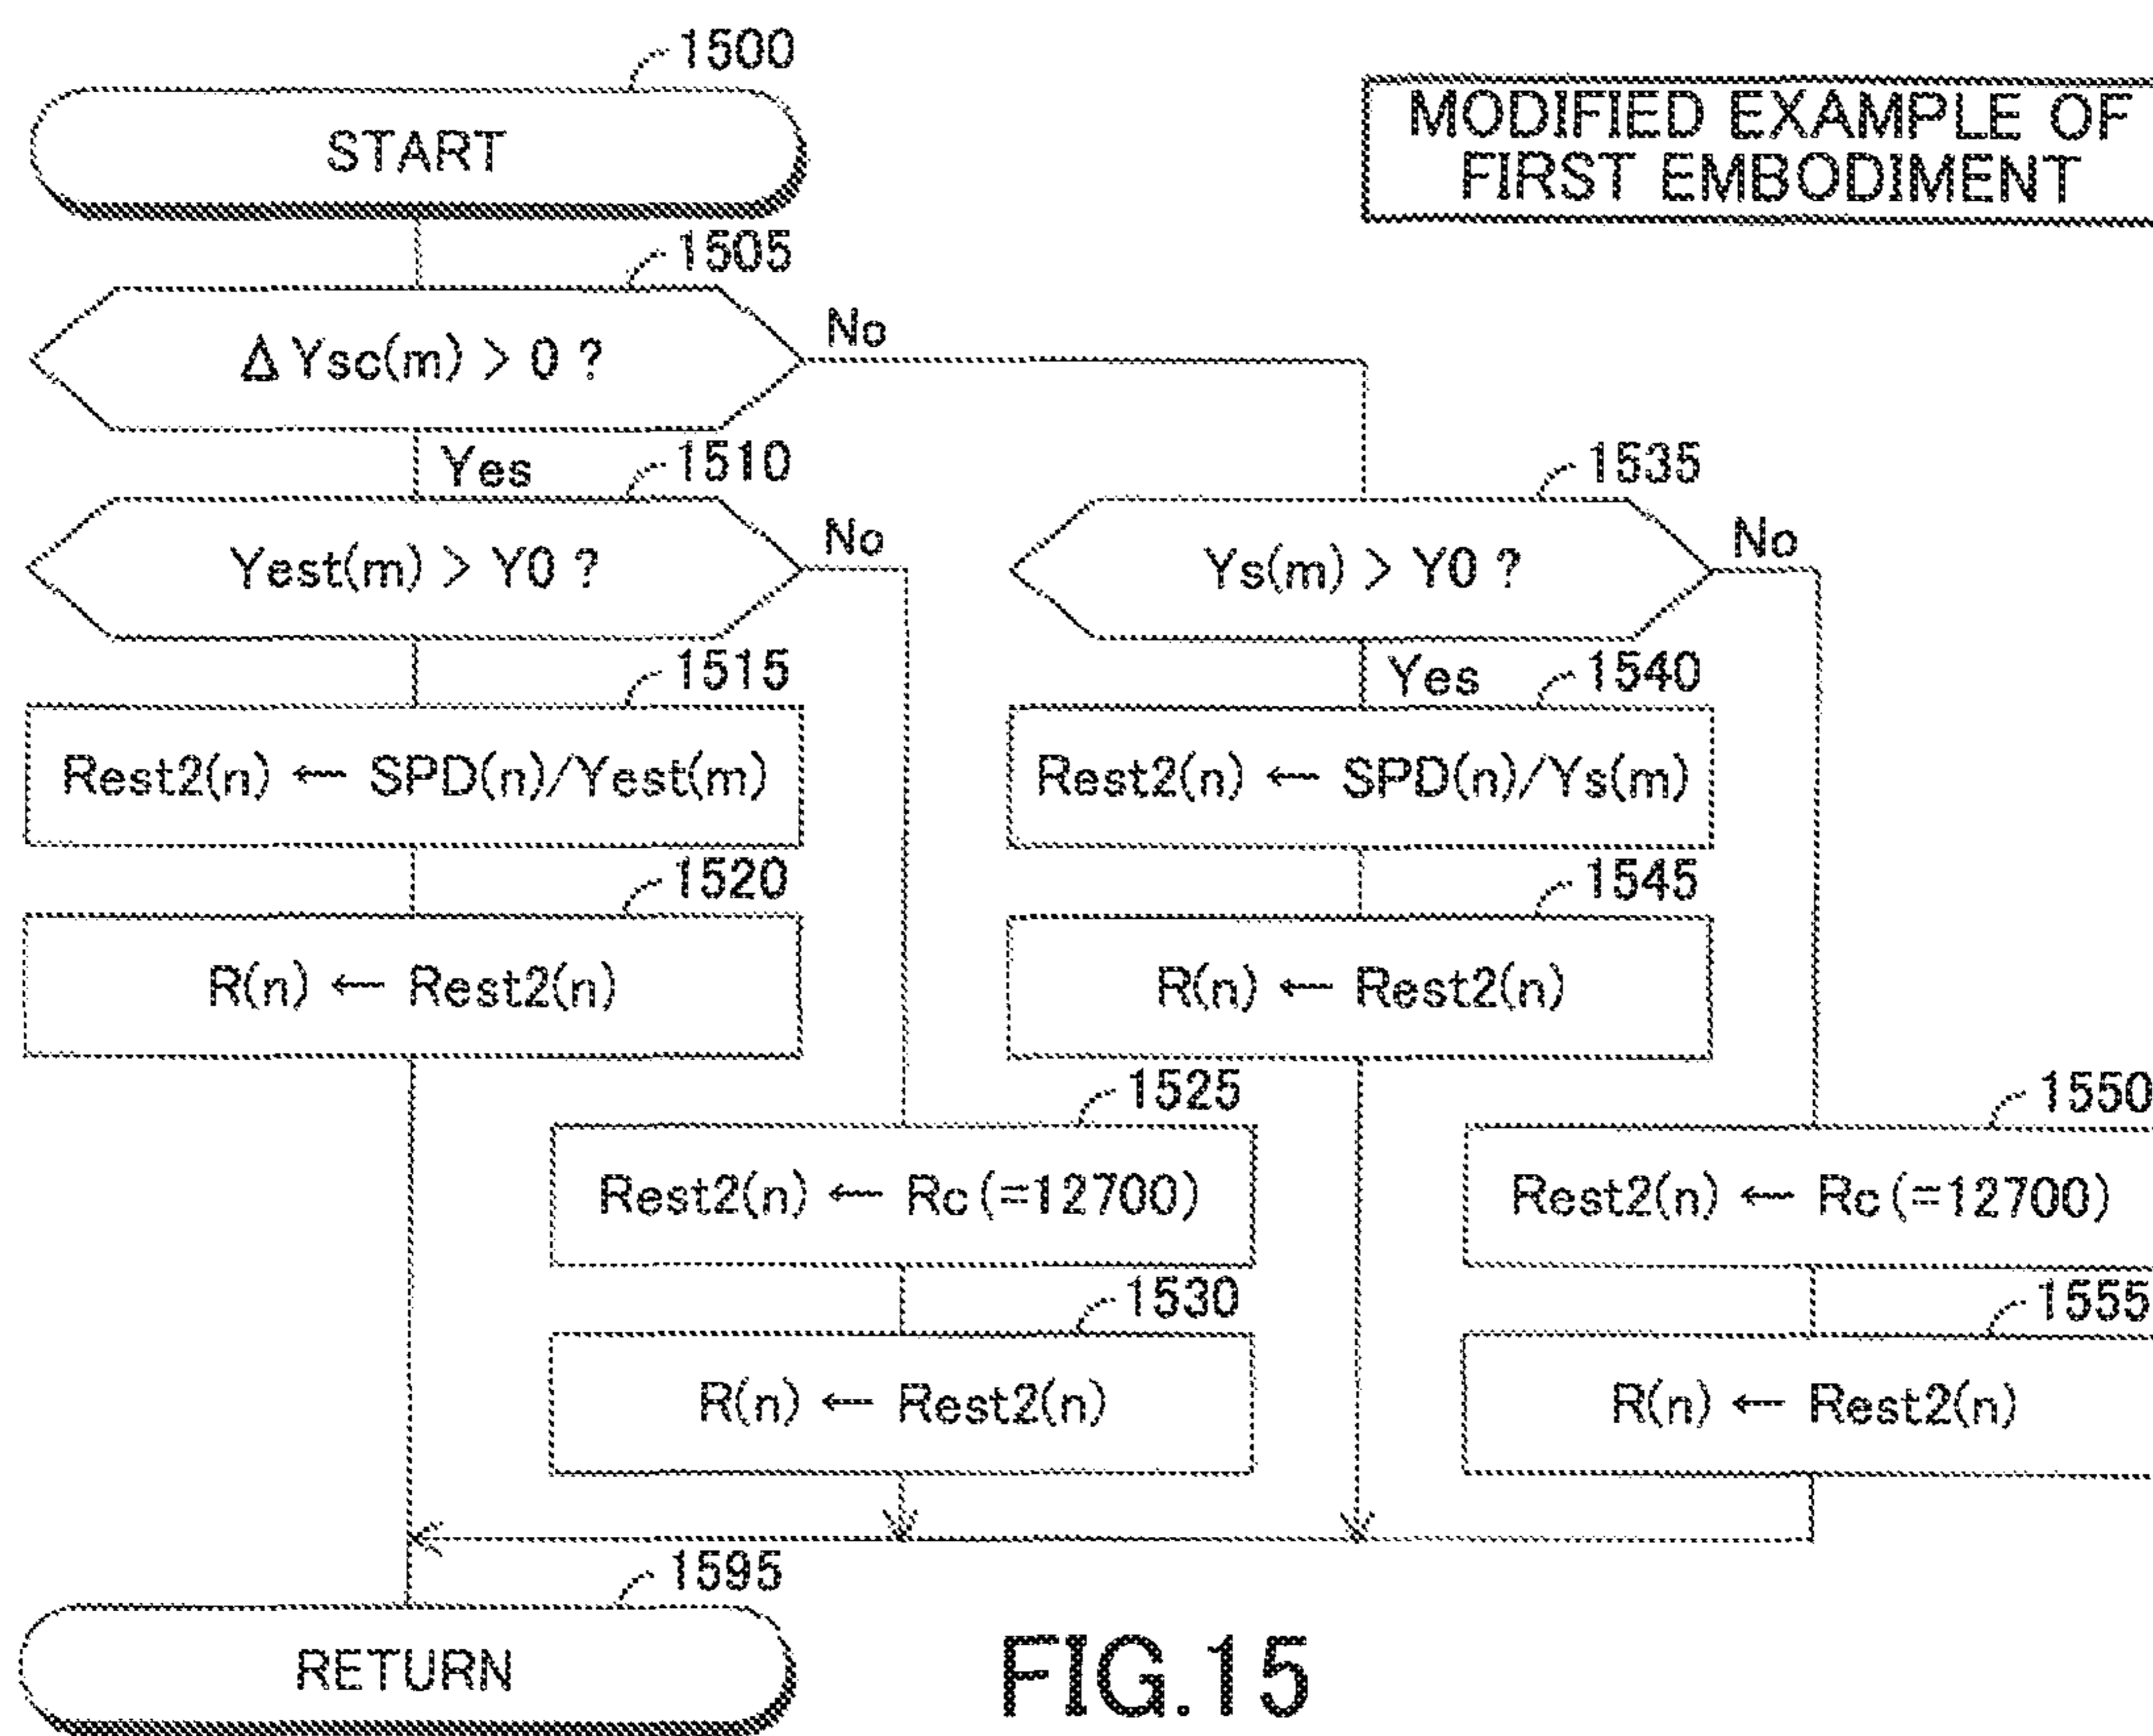 1500
START
MODIFIED EXAMPLE OF
FIRST EMBODIMENT
1505
Δ Ysc(m) > 0 ?
No
Yes
1510
Yest(m) > Y0 ?
No
1535
Ys(m) > Y0 ?
No
1515
Rest2(n) ← SPD(n)/Yest(m)
Yes
1540
Rest2(n) ← SPD(n)/Ys(m)
1520
R(n) ← Rest2(n)
1545
R(n) ← Rest2(n)
1525
Rest2(n) ← Rc (=12700)
1550
Rest2(n) ← Rc (=12700)
1530
R(n) ← Rest2(n)
1555
R(n) ← Rest2(n)
1595
RETURN
FIG.15